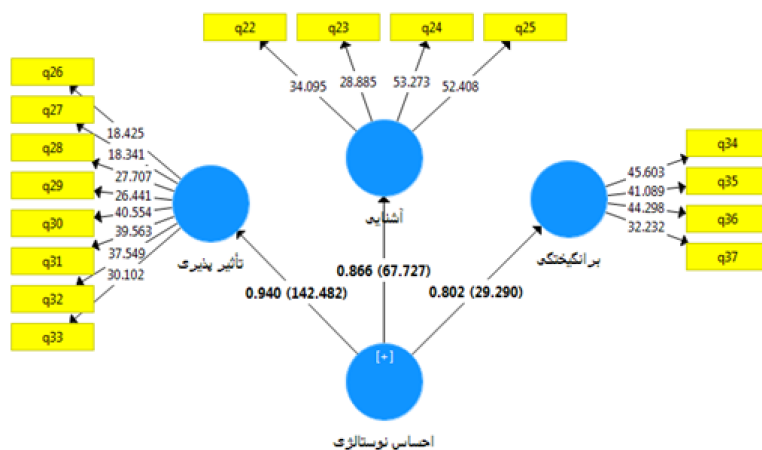 q22
q23
q24
q25
34.095
28.885
53.273
52.408
q26
q27
q28
q29
q30
q31
q32
q33
18.425
18.341
27.707
26.441
40.554
39.563
37.549
30.102
q34
q35
q36
q37
45.603
41.089
44.298
32.232
آشنایی
تأثیر پذیری
برانگیختگی
0.940 (142.482)
0.866 (67.727)
0.802 (29.290)
[+]
احساس نوستالژی